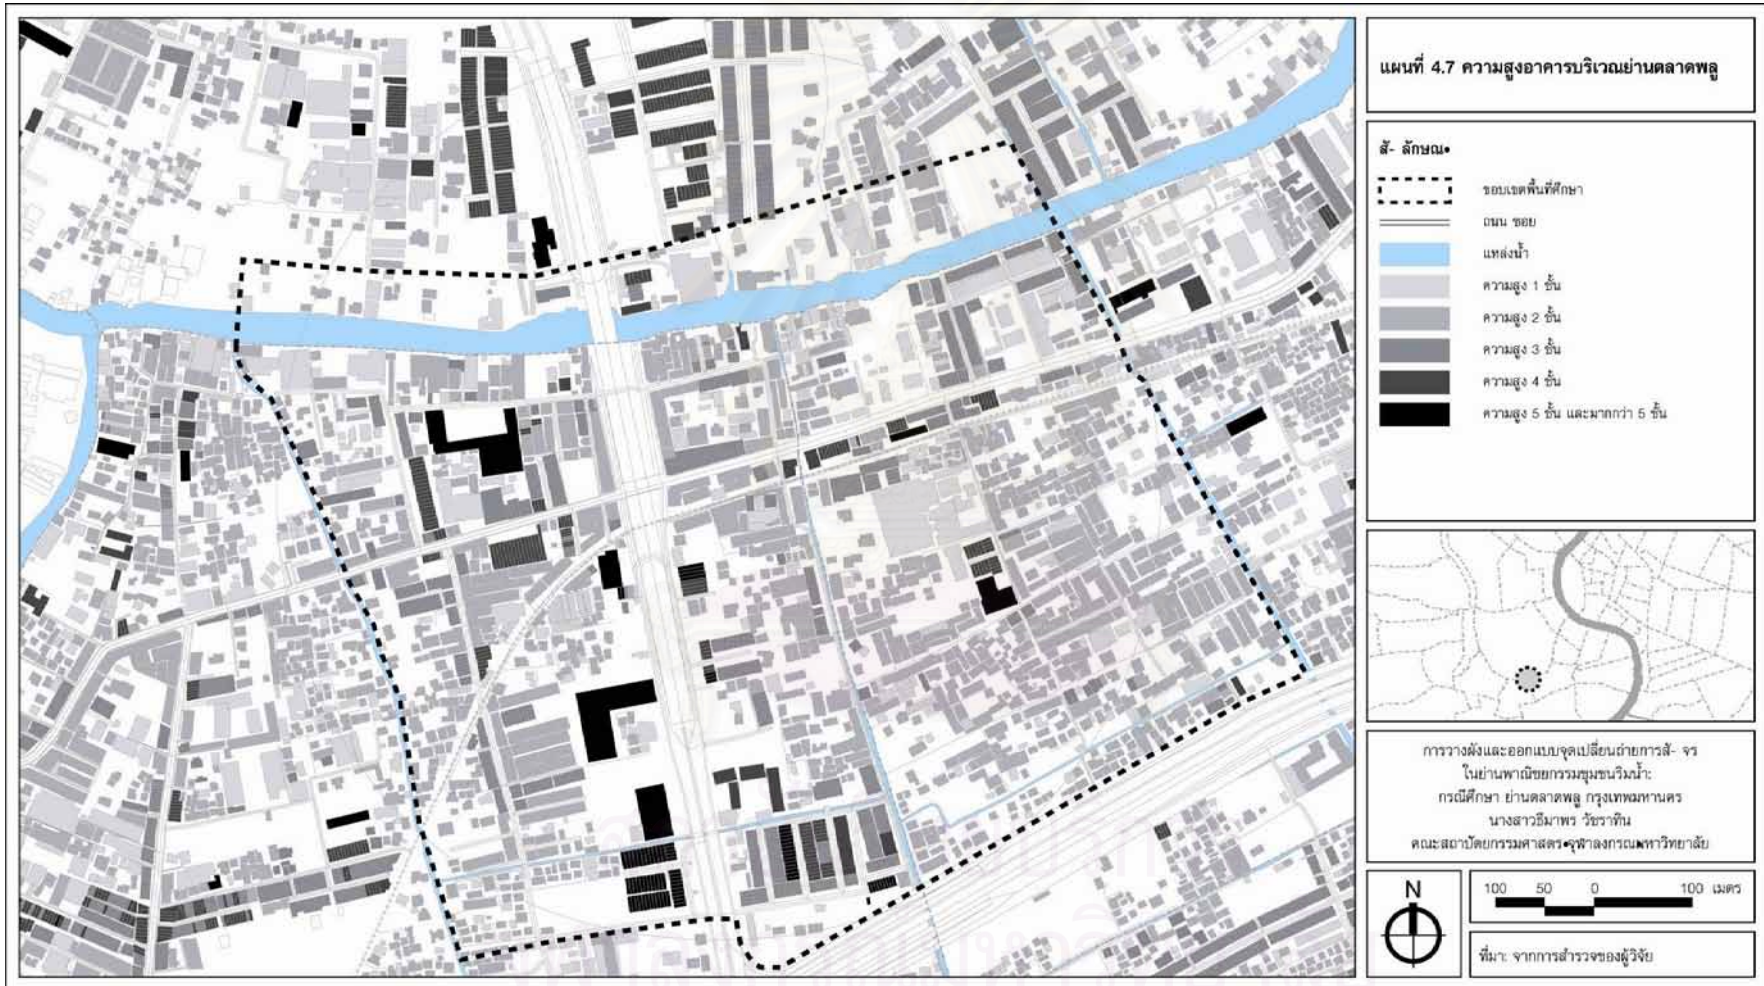 แผนที่ 4.7 ความสูงอาคารบริเวณย่านตลาดพลู
สั- ลักษณ•
ขอบเขตพื้นที่ศึกษา
ถนน ซอย
แหล่งน้ำ
ความสูง 1 ชั้น
ความสูง 2 ชั้น
ความสูง 3 ชั้น
ความสูง 4 ชั้น
ความสูง 5 ชั้น และมากกว่า 5 ชั้น
การวางผังและออกแบบจุดเปลี่ยนถ่ายการสั- จร
ในย่านพาณิชยกรรมชุมชนริมน้ำ:
กรณีศึกษา ย่านตลาดพลู กรุงเทพมหานคร
นางสาวธีมาพร วัชราทิน
คณะสถาปัตยกรรมศาสตร•จุฬาลงกรณ•มหาวิทยาลัย
N
100 50 0 100 เมตร
ที่มา: จากการสำรวจของผู้วิจัย